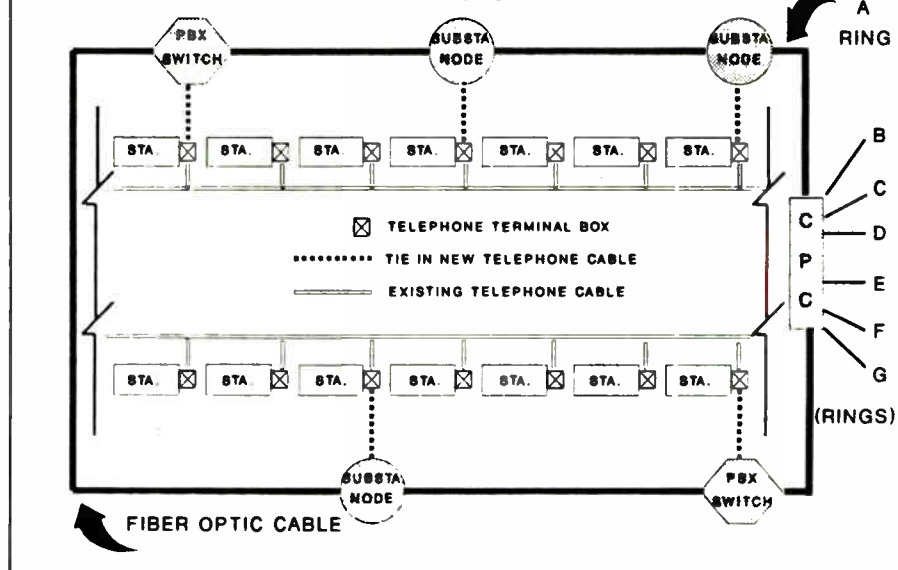 A
RING
PBX SWITCH
SUBSTA NODE
SUBSTA NODE
STA. STA. STA. STA. STA. STA. STA.
B
C
D
E
F
G
(RINGS)
C
P
C
TELEPHONE TERMINAL BOX
TIE IN NEW TELEPHONE CABLE
EXISTING TELEPHONE CABLE
STA. STA. STA. STA. STA. STA. STA.
SUBSTA NODE
PBX SWITCH
FIBER OPTIC CABLE